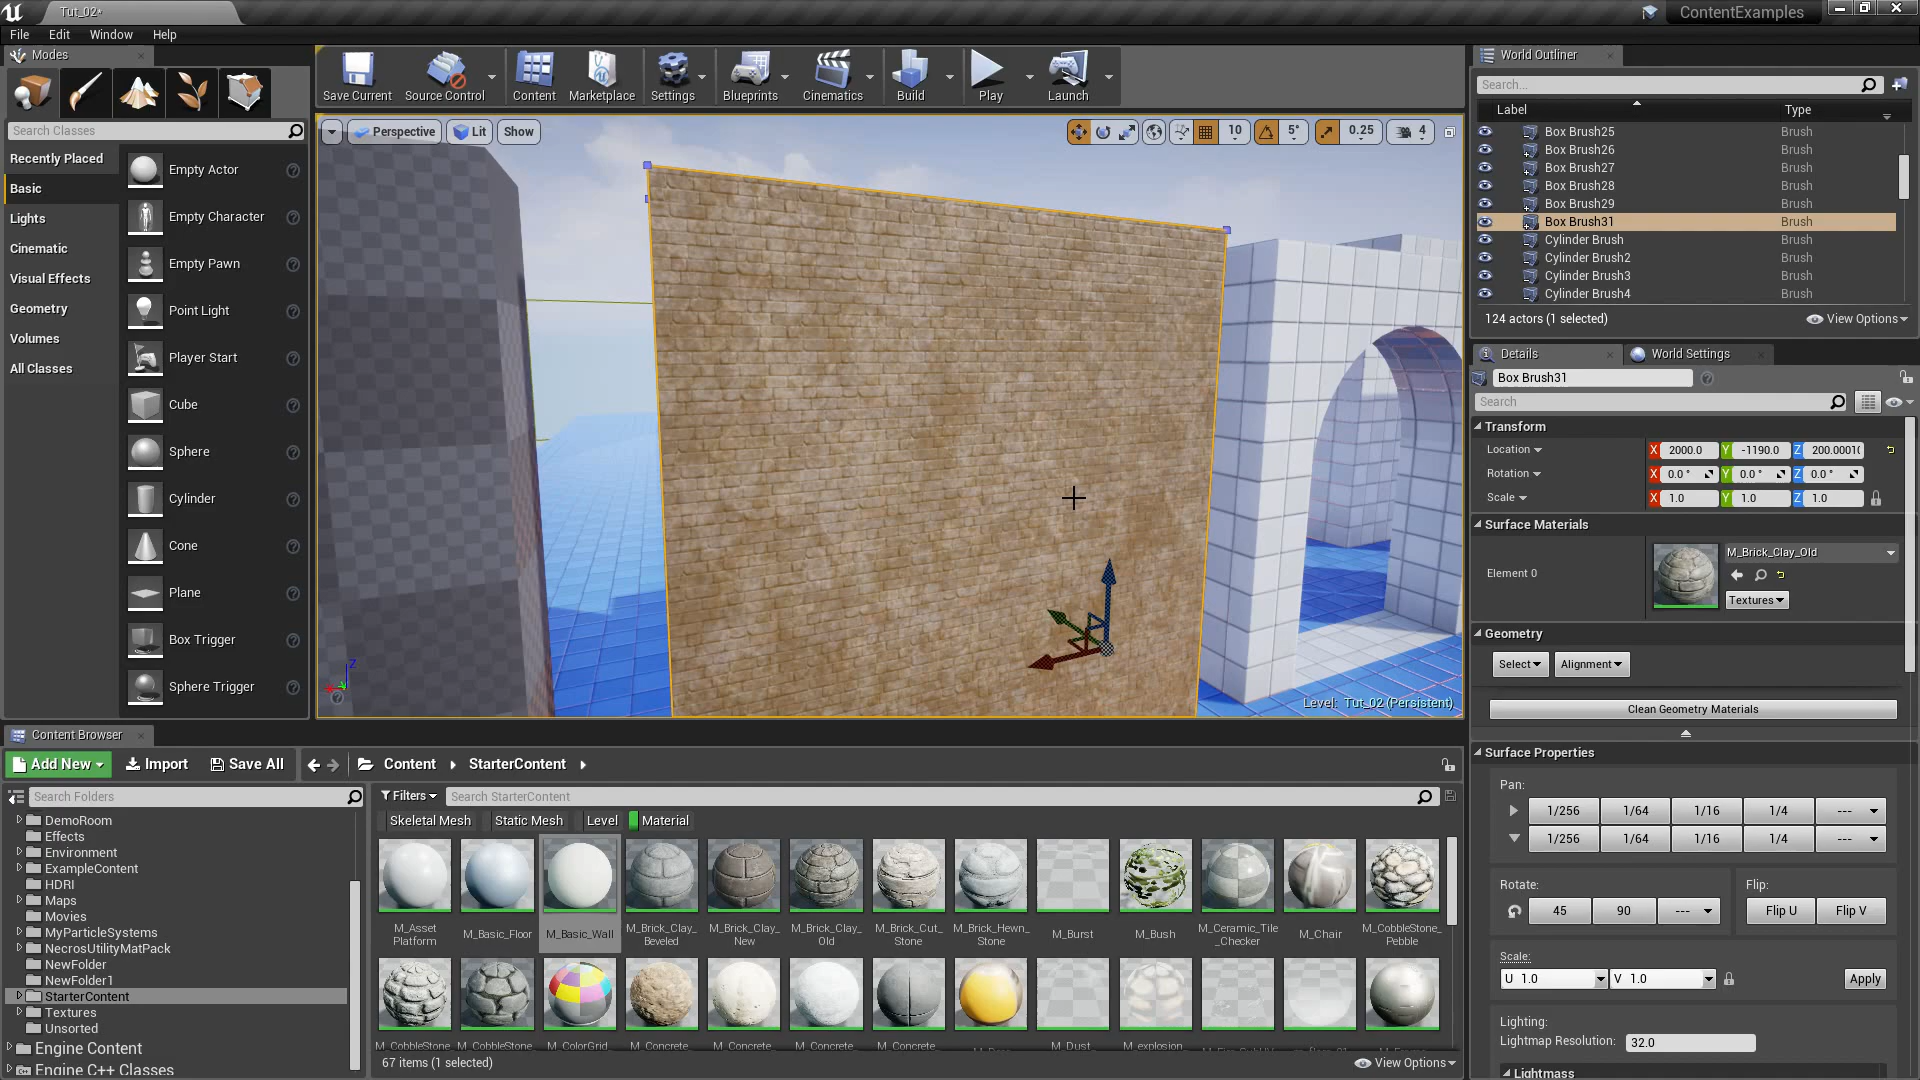 Tut_02*
ContentExamples
File Edit Window Help
Modes
Save Current
Source Control
Content
Marketplace
Settings
Blueprints
Cinematics
Build
Play
Launch
World Outliner
Search...
Label Type
Box Brush25 Brush
Box Brush26 Brush
Box Brush27 Brush
Box Brush28 Brush
Box Brush29 Brush
Box Brush31 Brush
Cylinder Brush Brush
Cylinder Brush2 Brush
Cylinder Brush3 Brush
Cylinder Brush4 Brush
124 actors (1 selected)
View Options
Search Classes
Recently Placed
Basic
Lights
Cinematic
Visual Effects
Geometry
Volumes
All Classes
Empty Actor
Empty Character
Empty Pawn
Point Light
Player Start
Cube
Sphere
Cylinder
Cone
Plane
Box Trigger
Sphere Trigger
Perspective Lit Show
10 5° 0.25 4
Z
Level: Tut_02 (Persistent)
Details
World Settings
Box Brush31
Search
Transform
Location X 2000.0 Y -1190.0 Z 200.0001
Rotation X 0.0 ° Y 0.0 ° Z 0.0 °
Scale X 1.0 Y 1.0 Z 1.0
Surface Materials
Element 0
M_Brick_Clay_Old
Textures
Geometry
Select Alignment
Clean Geometry Materials
Surface Properties
Pan:
1/256 1/64 1/16 1/4 ---
1/256 1/64 1/16 1/4 ---
Rotate: Flip:
45 90 --- Flip U Flip V
Scale:
U 1.0 V 1.0 Apply
Lighting:
Lightmap Resolution: 32.0
Lightmass
Content Browser
Add New Import Save All Content StarterContent
Search Folders
DemoRoom
Effects
Environment
ExampleContent
HDRI
Maps
Movies
MyParticleSystems
NecrosUtilityMatPack
NewFolder
NewFolder1
StarterContent
Textures
Unsorted
Engine Content
Engine C++ Classes
Filters Search StarterContent
Skeletal Mesh Static Mesh Level Material
M_Asset
Platform
M_Basic_Floor
M_Basic_Wall
M_Brick_Clay_
Beveled
M_Brick_Clay_
New
M_Brick_Clay_
Old
M_Brick_Cut_
Stone
M_Brick_Hewn_
Stone
M_Burst
M_Bush
M_Ceramic_Tile
_Checker
M_Chair
M_CobbleStone_
Pebble
M_CobbleStone_
M_CobbleStone_
M_ColorGrid
M_Concrete_
M_Concrete_
M_Concrete_
M_Concrete_
M_Dust
M_explosion
67 items (1 selected)
View Options